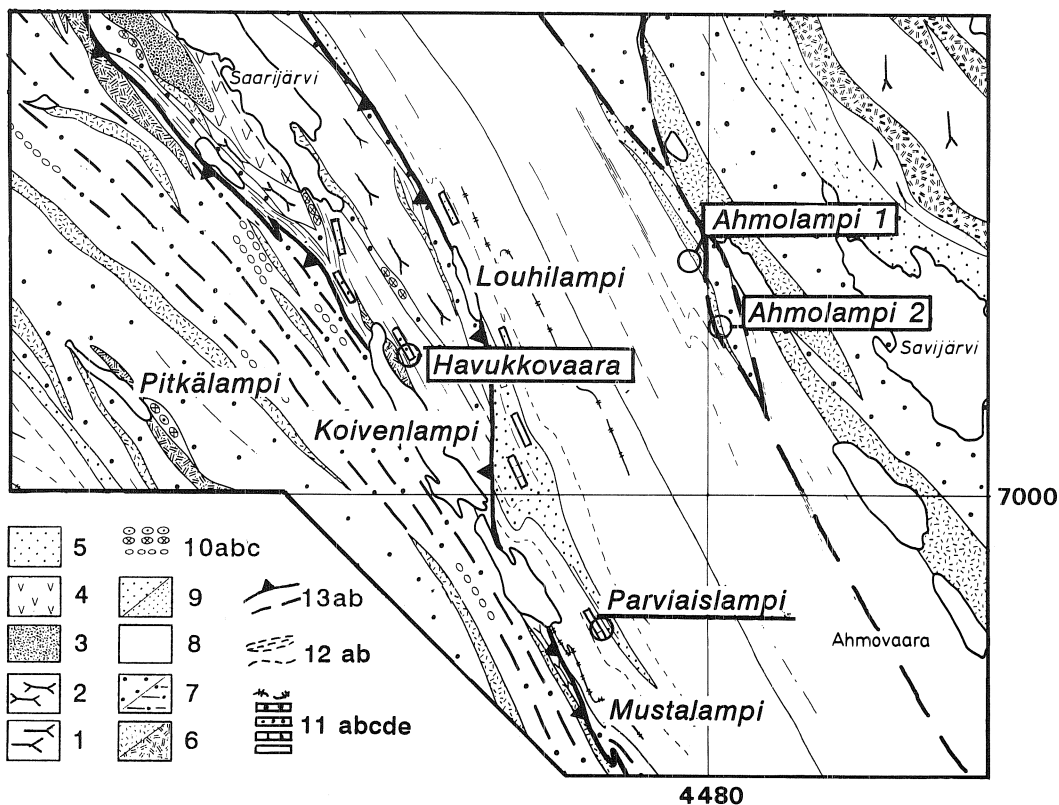 Saarijärvi
Ahmolampi 1
Louhilampi
Ahmolampi 2
Savijärvi
Havukkovaara
Pitkälampi
Koivenlampi
7000
5
10abc
4
9
13ab
Parviaislampi
3
8
12 ab
Ahmovaara
2
7
11 abcde
Mustalampi
1
6
4480